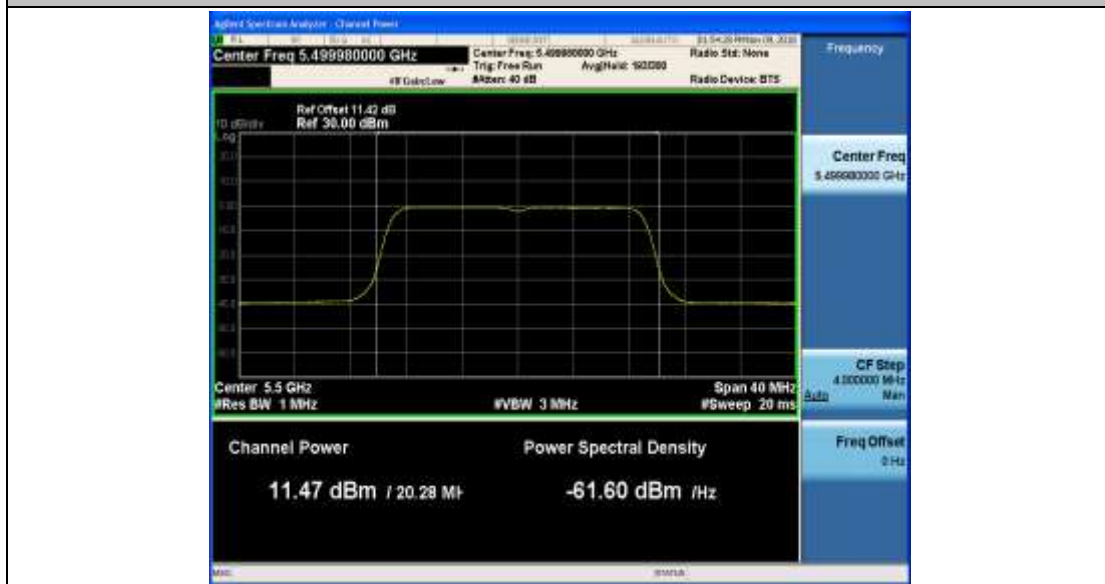 Agilent Spectrum Analyzer - Channel Power
Center Freq 5.499980000 GHz
Center Freq: 5.499980000 GHz
Radio Std: None
Trig: Free Run
Avg|Hold:
#Atten: 40 dB
Radio Device: BTS
#IFGain:Low
Frequency
Ref Offset 11.42 dB
10 dB/div
Ref 30.00 dBm
Log
Center Freq
5.499980000 GHz
Center 5.5 GHz
Span 40 MHz
#Res BW 1 MHz
#VBW 3 MHz
#Sweep 20 ms
CF Step
4.000000 MHz
Auto
Man
Freq Offset
0 Hz
Channel Power
Power Spectral Density
11.47 dBm / 20.28 MH
-61.60 dBm /Hz
MSG
STATUS